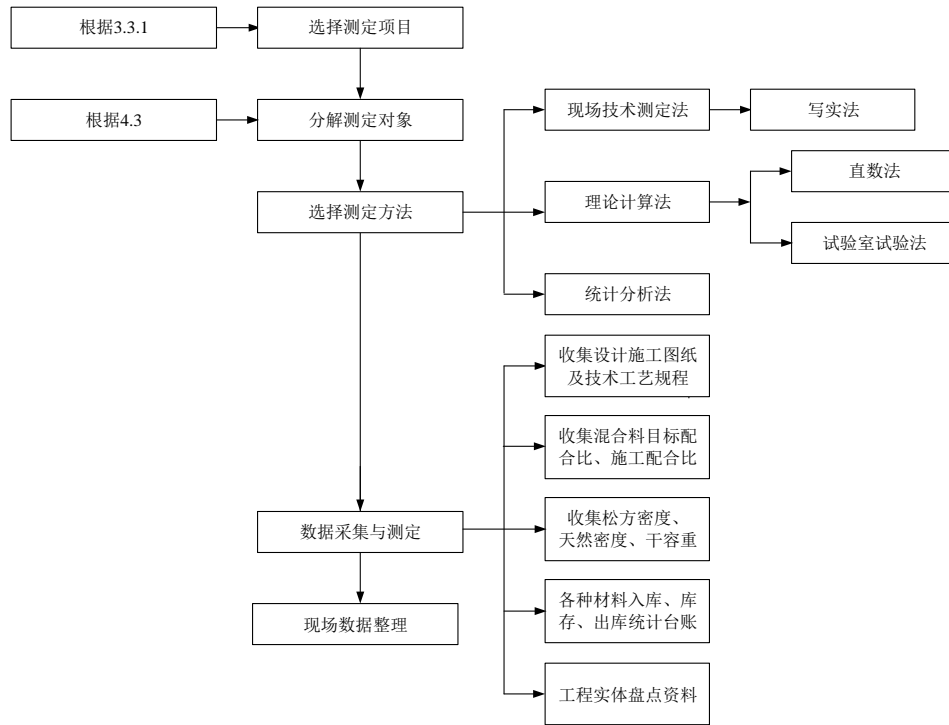 根据3.3.1
选择测定项目
根据4.3
分解测定对象
现场技术测定法
写实法
选择测定方法
理论计算法
直数法
试验室试验法
统计分析法
收集设计施工图纸
及技术工艺规程
收集混合料目标配
合比、施工配合比
数据采集与测定
收集松方密度、
天然密度、干容重
现场数据整理
各种材料入库、库
存、出库统计台账
工程实体盘点资料